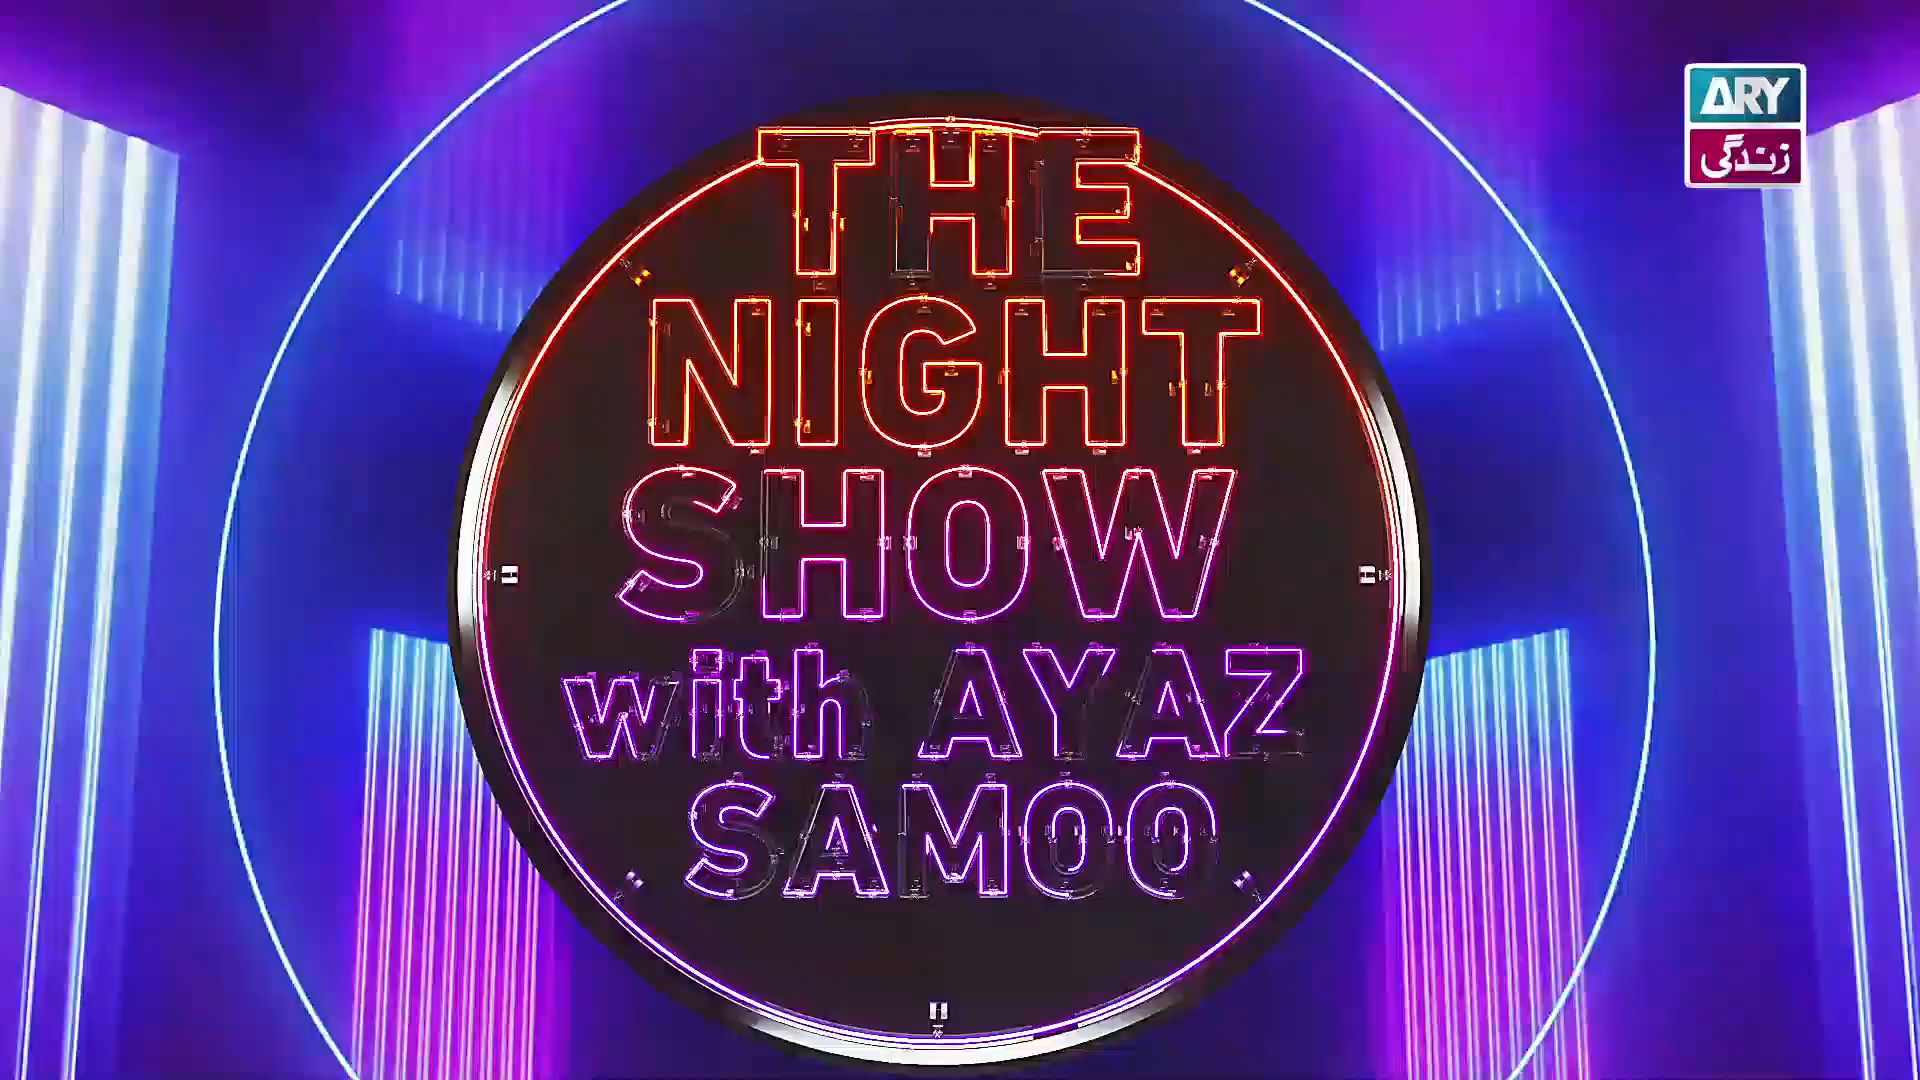 ARY
زندگی
THE
NIGHT
SHOW
with AYAZ
SAMOO